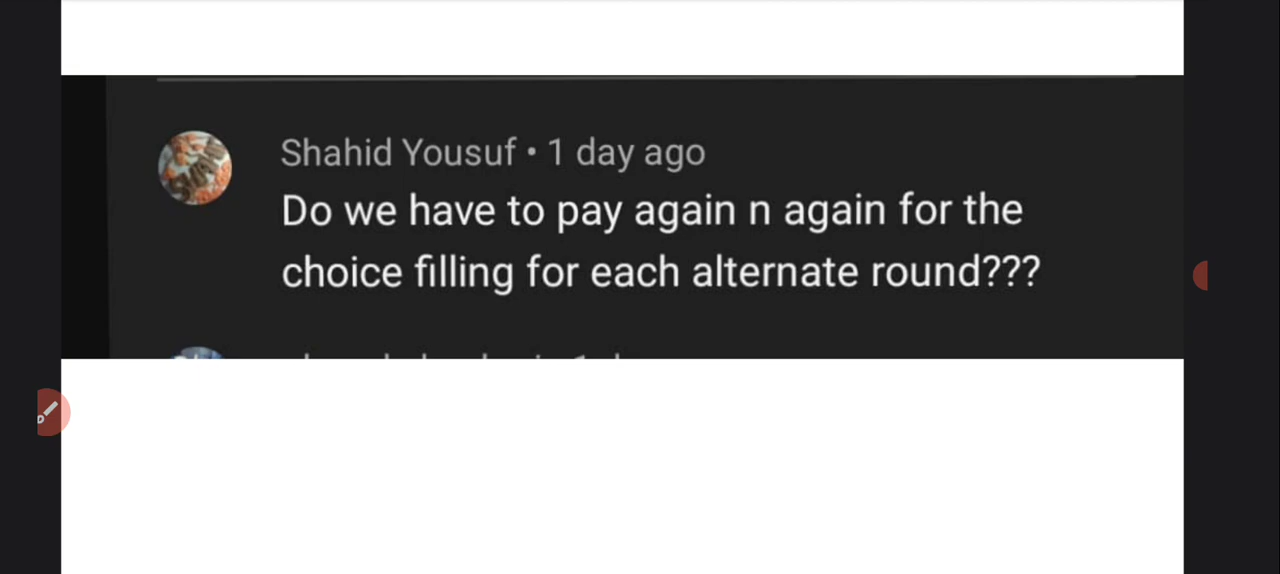 Shahid Yousuf • 1 day ago
Do we have to pay again n again for the
choice filling for each alternate round???